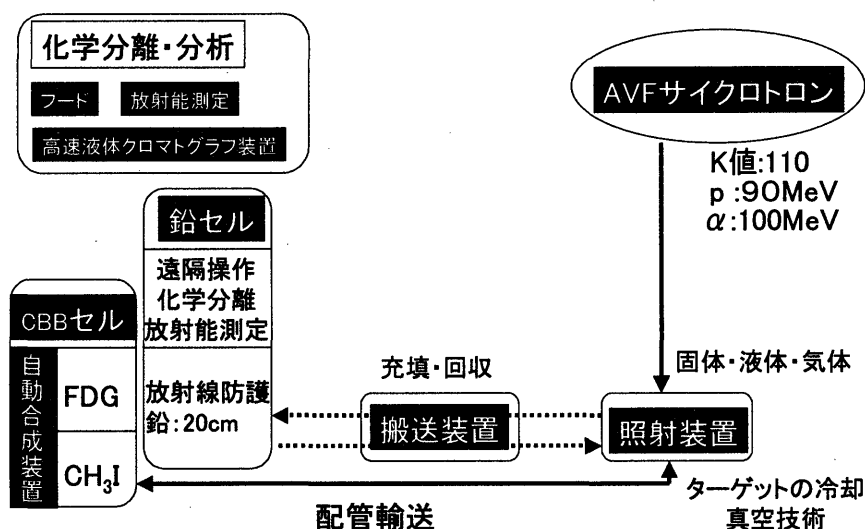 化学分離・分析
フード
放射能測定
高速液体クロマトグラフ装置
AVFサイクロトロン
K値:110
p :90MeV
α:100MeV
鉛セル
遠隔操作
化学分離
放射能測定
放射線防護
鉛:20cm
CBBセル
自動合成装置
FDG
CH₃I
充填・回収
搬送装置
固体・液体・気体
照射装置
配管輸送
ターゲットの冷却
真空技術